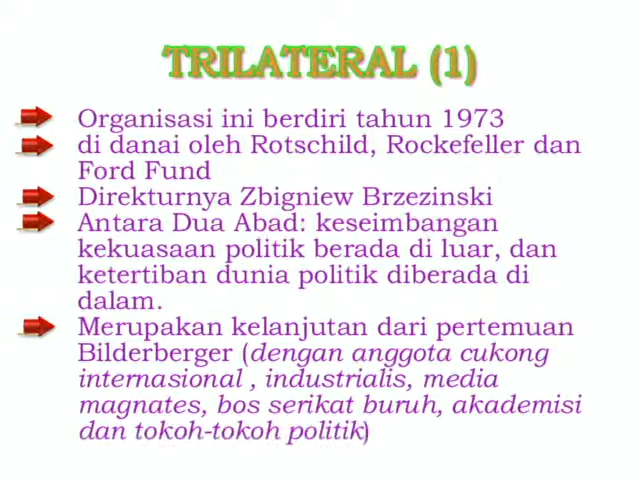 TRILATERAL (1)
Organisasi ini berdiri tahun 1973
di danai oleh Rotschild, Rockefeller dan
Ford Fund
Direkturnya Zbigniew Brzezinski
Antara Dua Abad: keseimbangan
kekuasaan politik berada di luar, dan
ketertiban dunia politik diberada di
dalam.
Merupakan kelanjutan dari pertemuan
Bilderberger (dengan anggota cukong
internasional , industrialis, media
magnates, bos serikat buruh, akademisi
dan tokoh-tokoh politik)